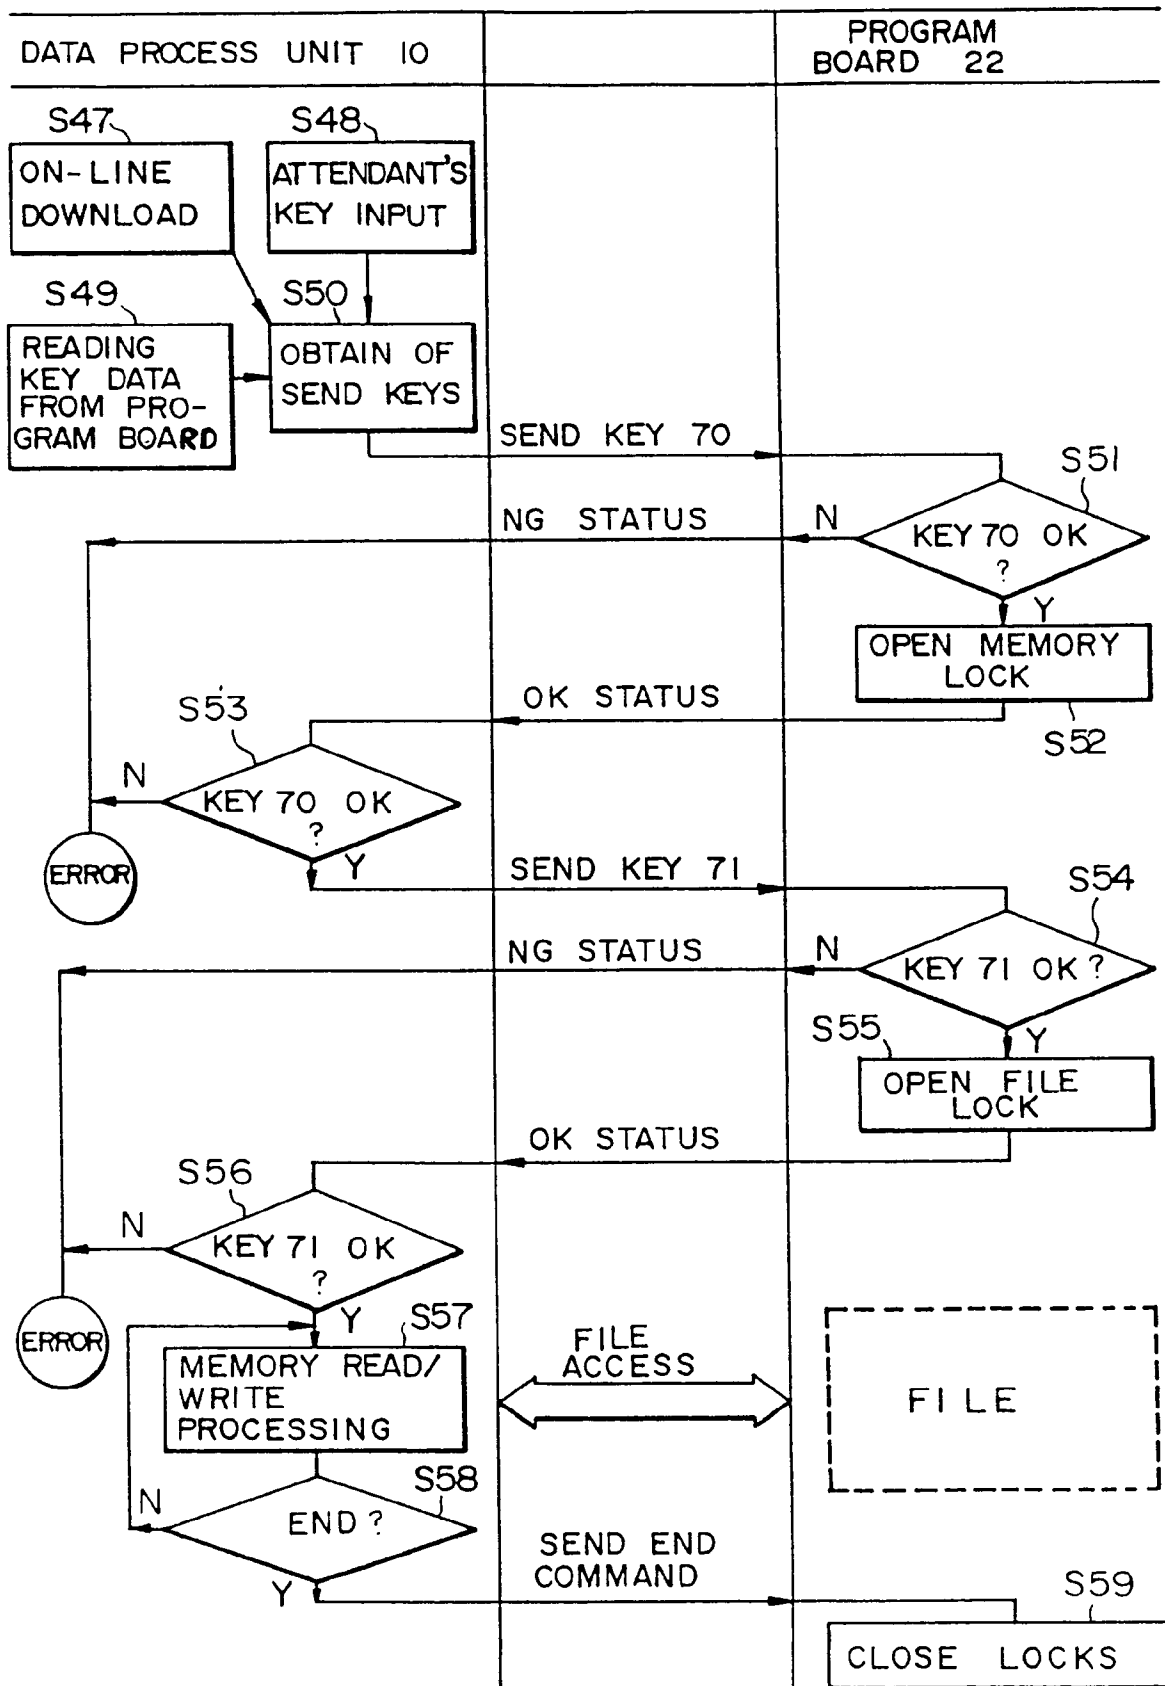 DATA PROCESS UNIT 10
PROGRAM
BOARD 22
S47
S48
ON-LINE
DOWNLOAD
ATTENDANT'S
KEY INPUT
S49
S50
READING
KEY DATA
FROM PRO-
GRAM BOARD
OBTAIN OF
SEND KEYS
SEND KEY 70
S51
NG STATUS
N
KEY 70 OK
?
Y
OPEN MEMORY
LOCK
S52
OK STATUS
S53
N
KEY 70 OK
?
Y
ERROR
SEND KEY 71
S54
NG STATUS
N
KEY 71 OK ?
Y
S55
OPEN FILE
LOCK
OK STATUS
S56
N
KEY 71 OK
?
Y
ERROR
S57
MEMORY READ/
WRITE
PROCESSING
FILE
ACCESS
FILE
S58
N
END ?
Y
SEND END
COMMAND
S59
CLOSE LOCKS